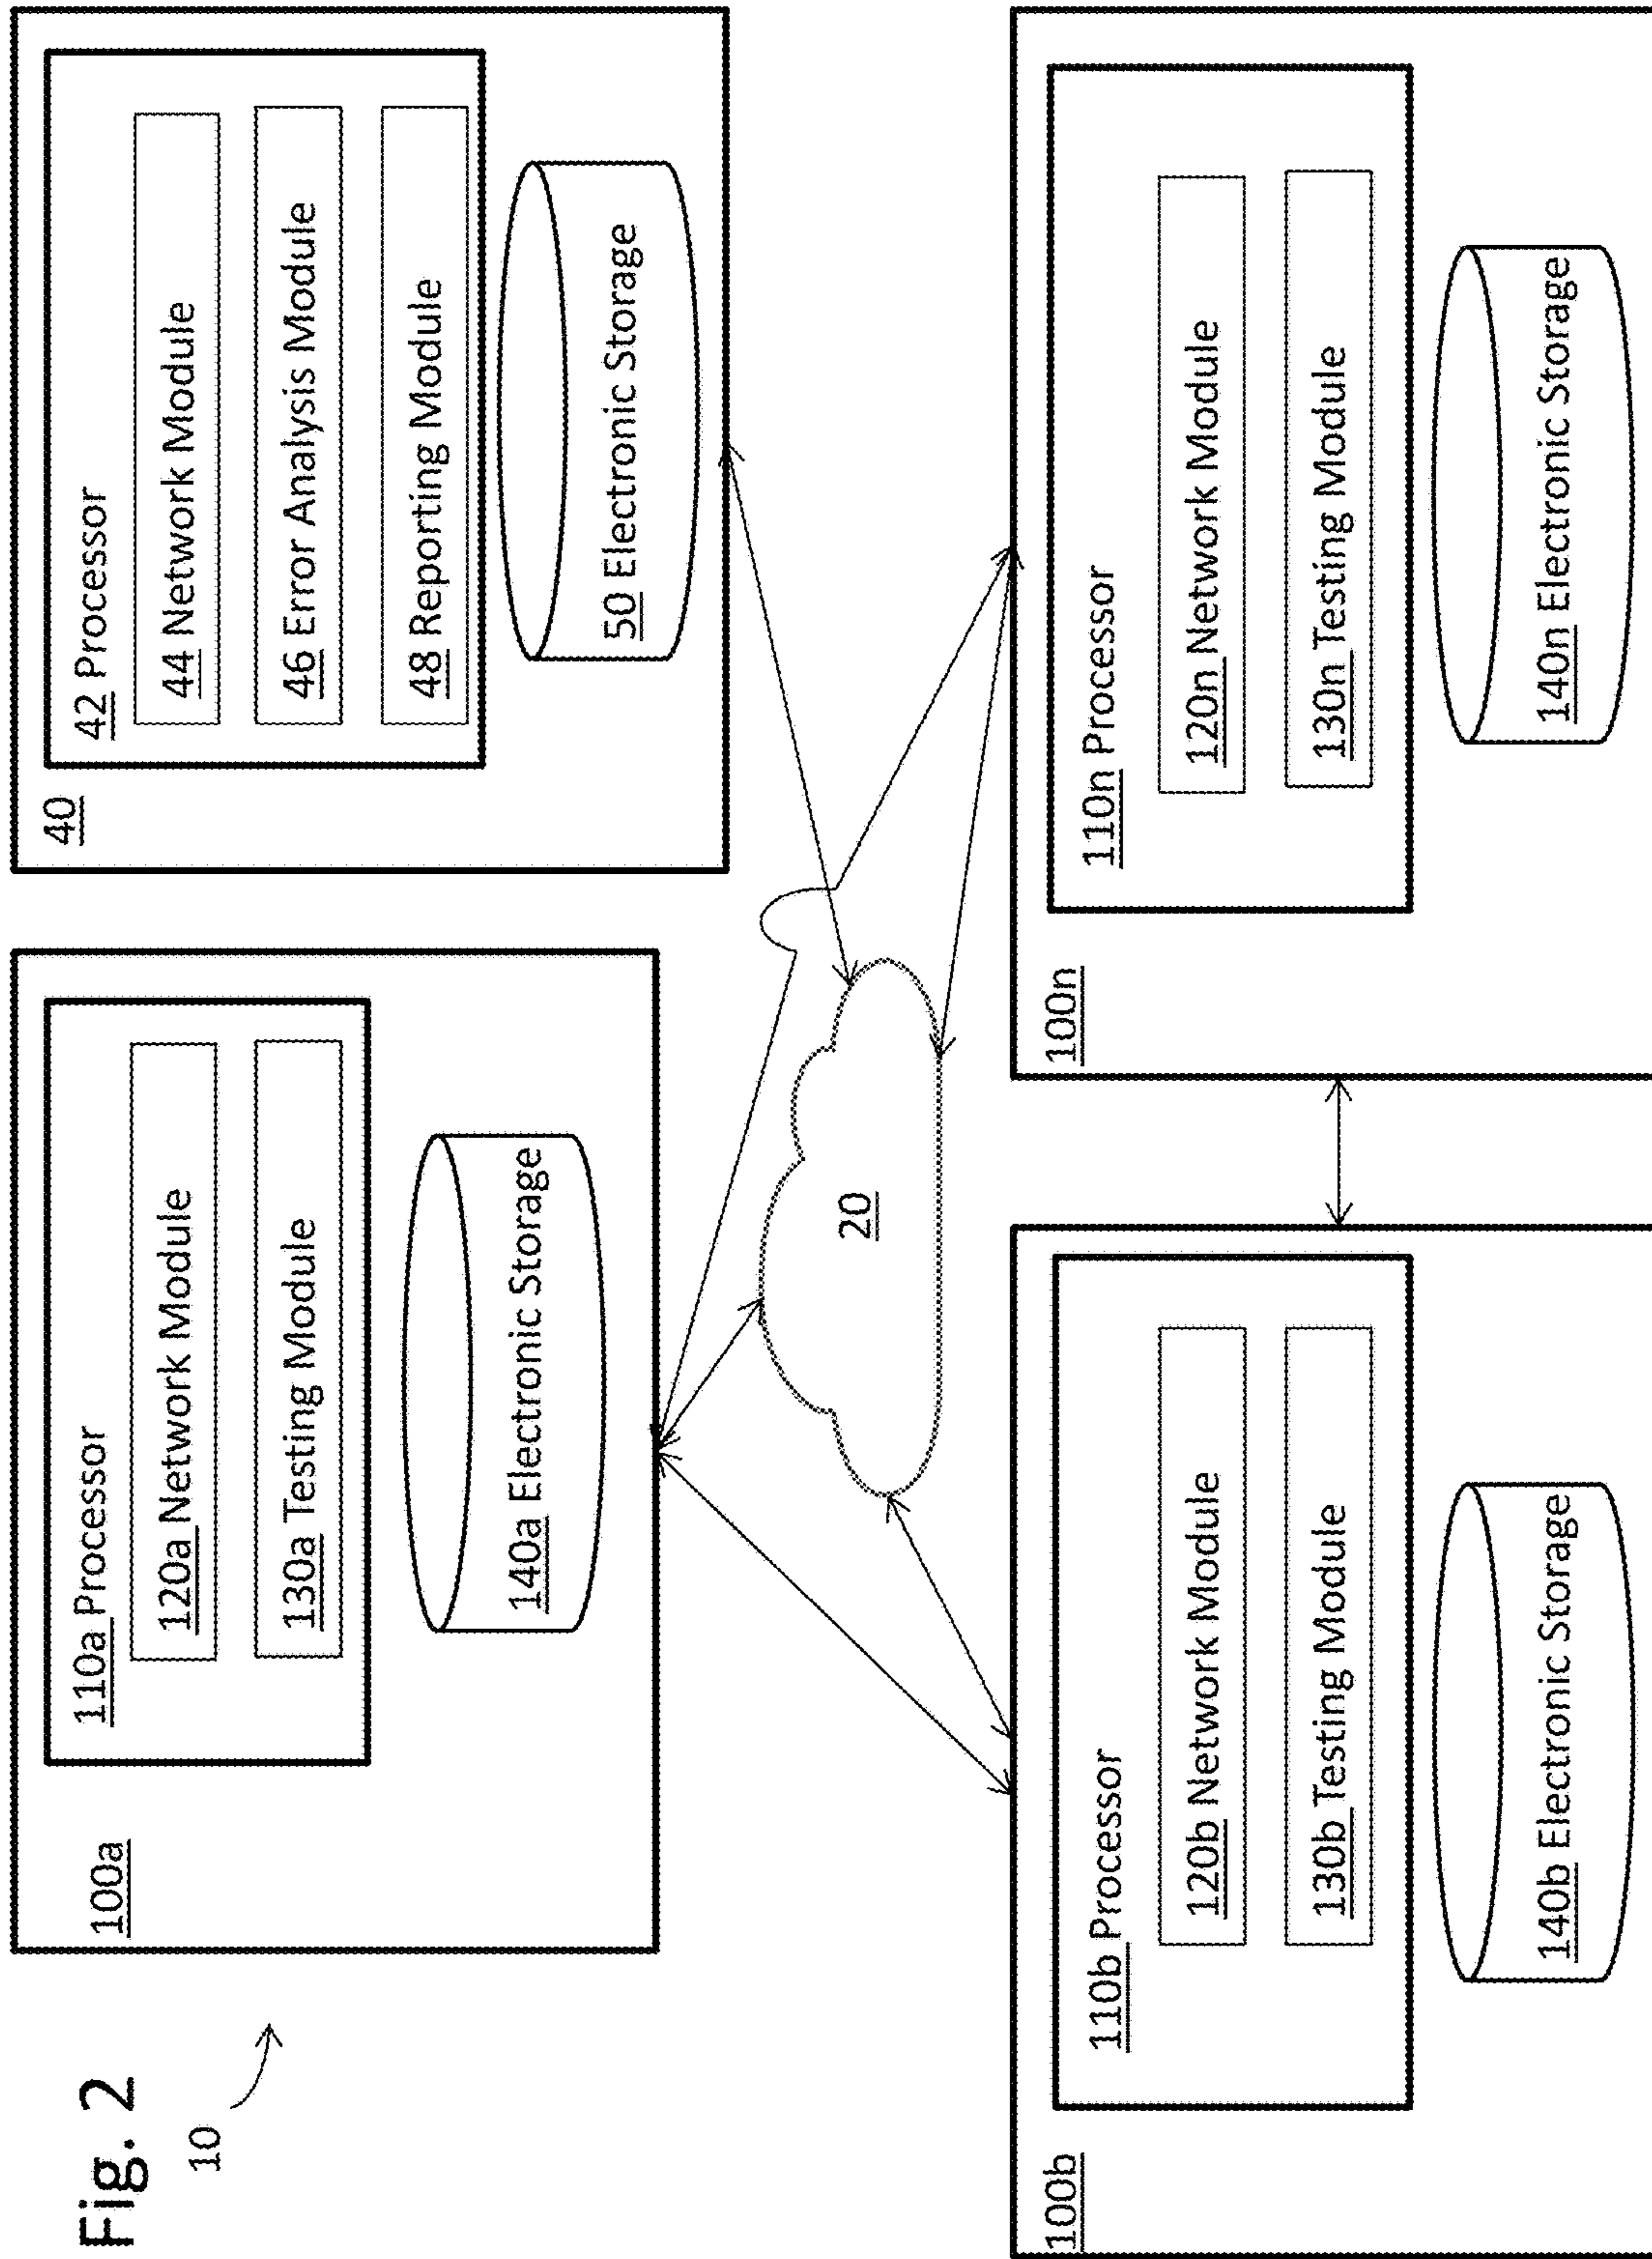 Fig. 2
10
100a
110a Processor
120a Network Module
130a Testing Module
140a Electronic Storage
40
42 Processor
44 Network Module
46 Error Analysis Module
48 Reporting Module
50 Electronic Storage
20
100b
110b Processor
120b Network Module
130b Testing Module
140b Electronic Storage
100n
110n Processor
120n Network Module
130n Testing Module
140n Electronic Storage